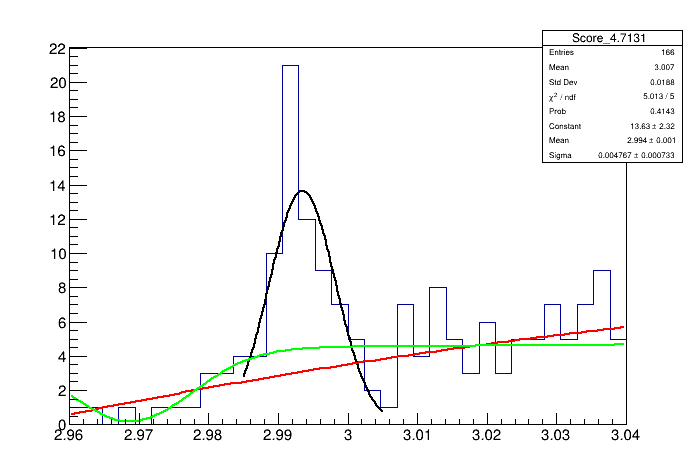 Score_4.7131
Entries 166
Mean 3.007
Std Dev 0.0188
χ² / ndf 5.013 / 5
Prob 0.4143
Constant 13.63 ± 2.32
Mean 2.994 ± 0.001
Sigma 0.004767 ± 0.000733
22
20
18
16
14
12
10
8
6
4
2
0
2.96 2.97 2.98 2.99 3 3.01 3.02 3.03 3.04